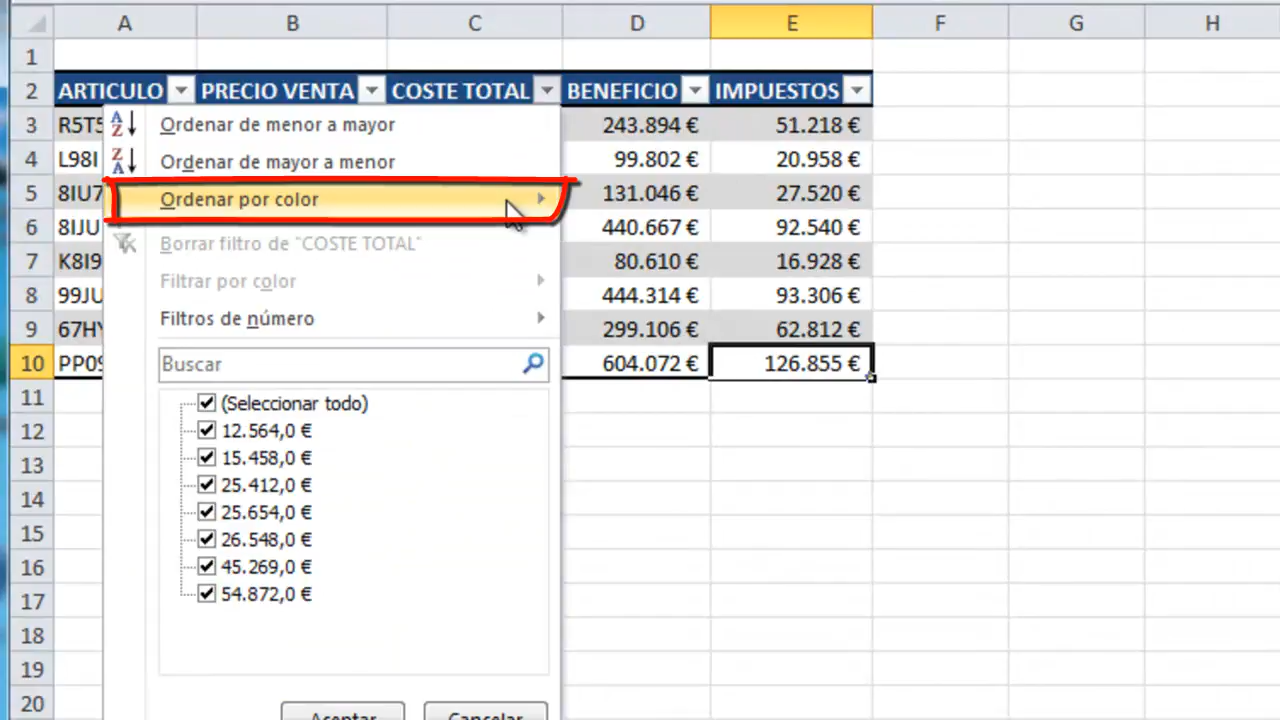 A B C D E F G H
1
2 ARTICULO PRECIO VENTA COSTE TOTAL BENEFICIO IMPUESTOS
3 R5T5 Ordenar de menor a mayor 243.894 € 51.218 €
4 L98I Ordenar de mayor a menor 99.802 € 20.958 €
5 8IU7 Ordenar por color 131.046 € 27.520 €
6 8IJU Borrar filtro de "COSTE TOTAL" 440.667 € 92.540 €
7 K8I9 Filtrar por color 80.610 € 16.928 €
8 99JU Filtros de número 444.314 € 93.306 €
9 67HY 299.106 € 62.812 €
10 PP09 Buscar 604.072 € 126.855 €
11 (Seleccionar todo)
12 12.564,0 €
13 15.458,0 €
14 25.412,0 €
15 25.654,0 €
16 26.548,0 €
17 45.269,0 €
54.872,0 €
18
19
20
Aceptar Cancelar